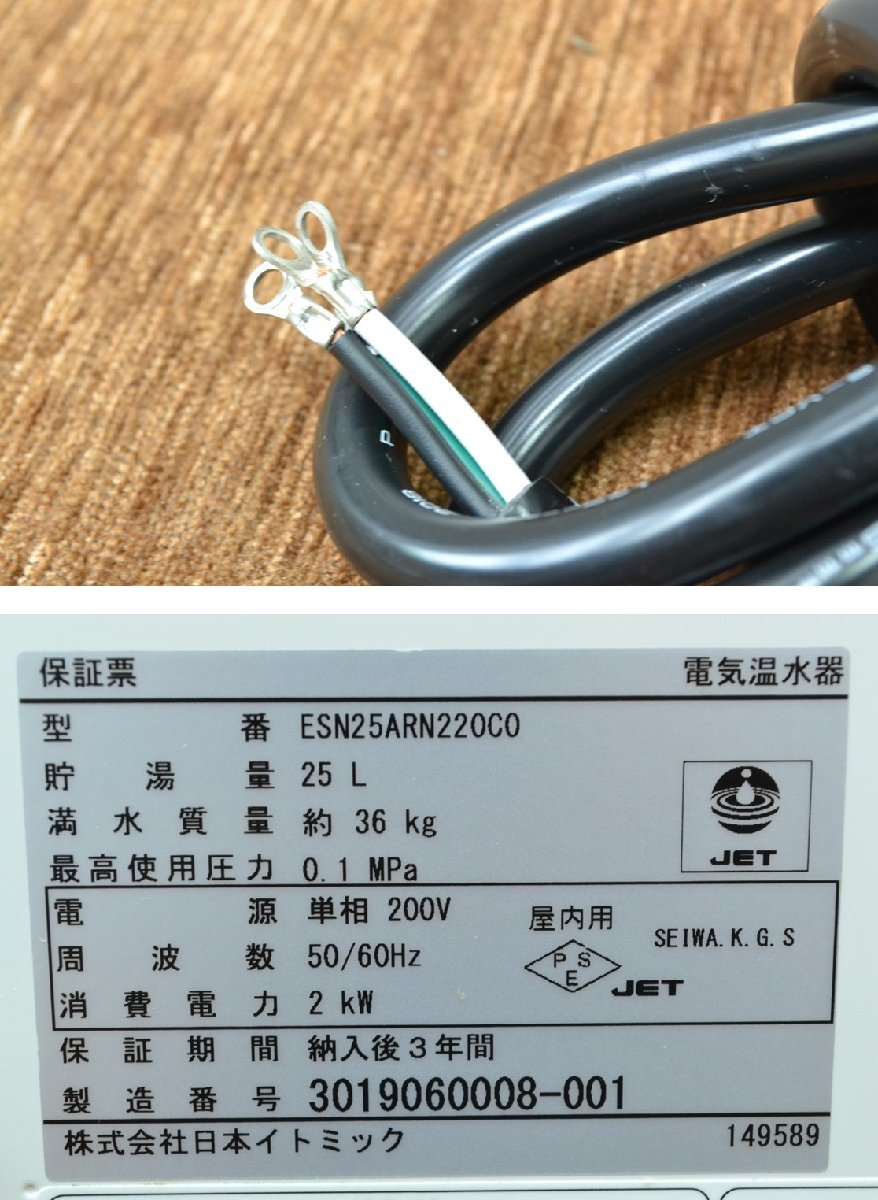 P
保証票 電気温水器
型番 ESN25ARN220C0
貯湯量 25 L
満水質量 約 36 kg
JET
最高使用圧力 0.1 MPa
電源 単相 200V
屋内用
SEIWA.K.G.S
周波数 50/60Hz
PSE
JET
消費電力 2 kW
保証期間 納入後３年間
製造番号 3019060008-001
株式会社日本イトミック 149589